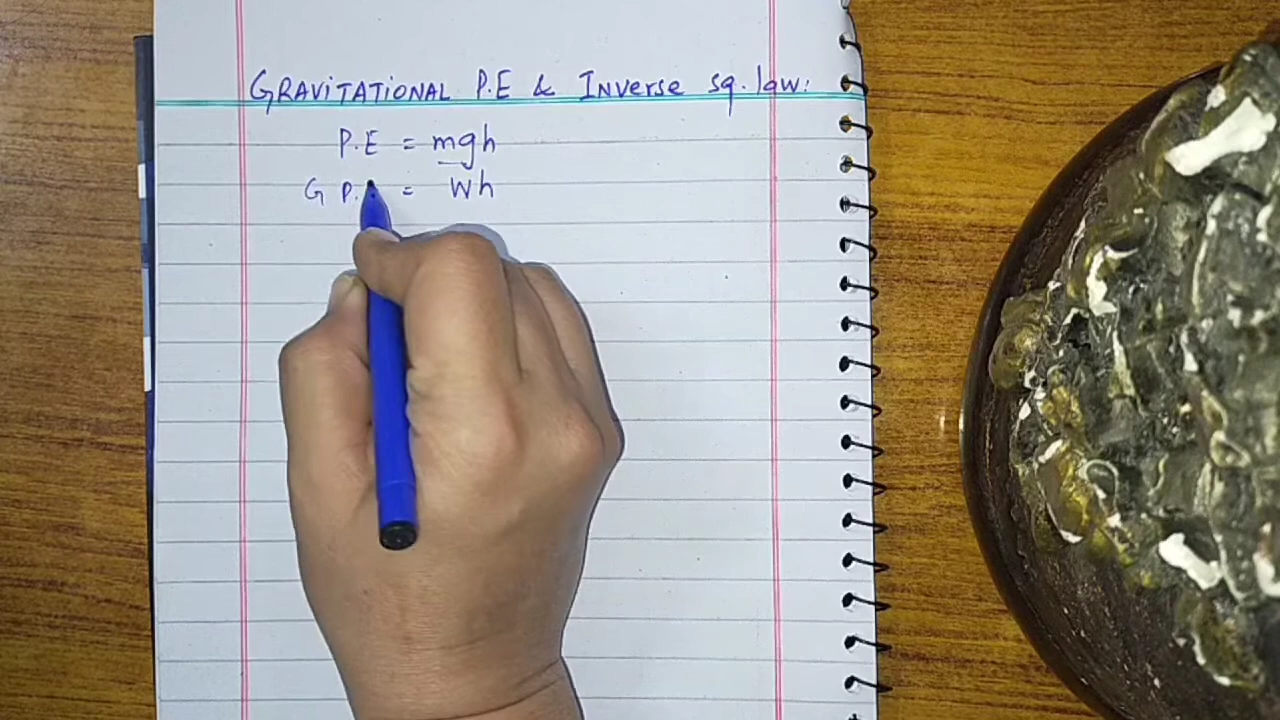 GRAVITATIONAL P.E & Inverse sq. law:
P.E = mgh
G P. = Wh